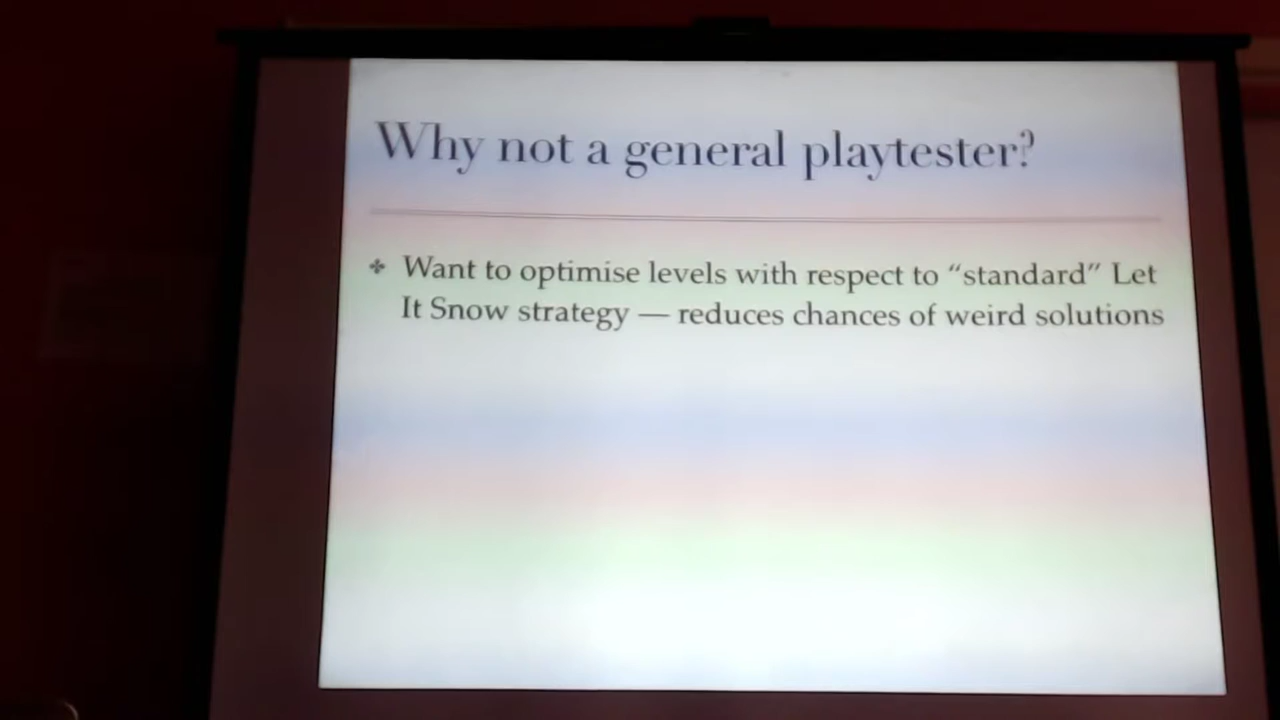 Why not a general playtester?
Want to optimise levels with respect to “standard” Let
It Snow strategy — reduces chances of weird solutions